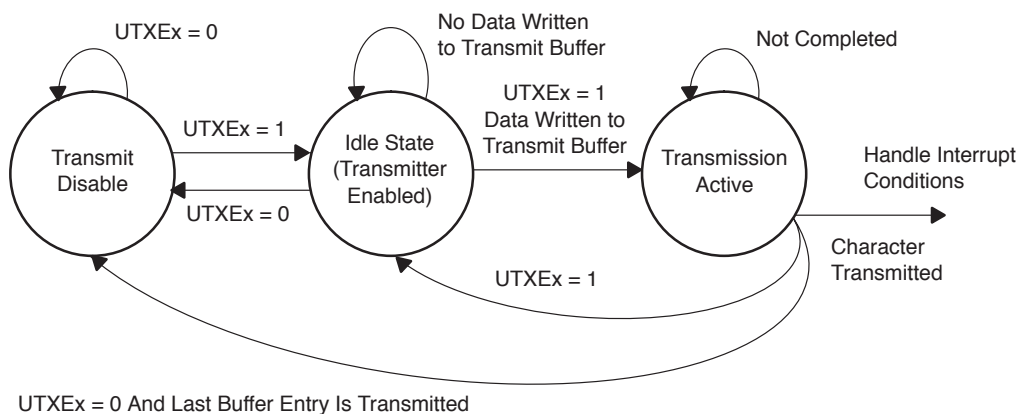 UTXEx = 0
No Data Written
to Transmit Buffer
Not Completed
UTXEx = 1
UTXEx = 1
Data Written to
Transmit Buffer
Transmit
Disable
Idle State
(Transmitter
Enabled)
Transmission
Active
Handle Interrupt
Conditions
UTXEx = 0
Character
Transmitted
UTXEx = 1
UTXEx = 0 And Last Buffer Entry Is Transmitted